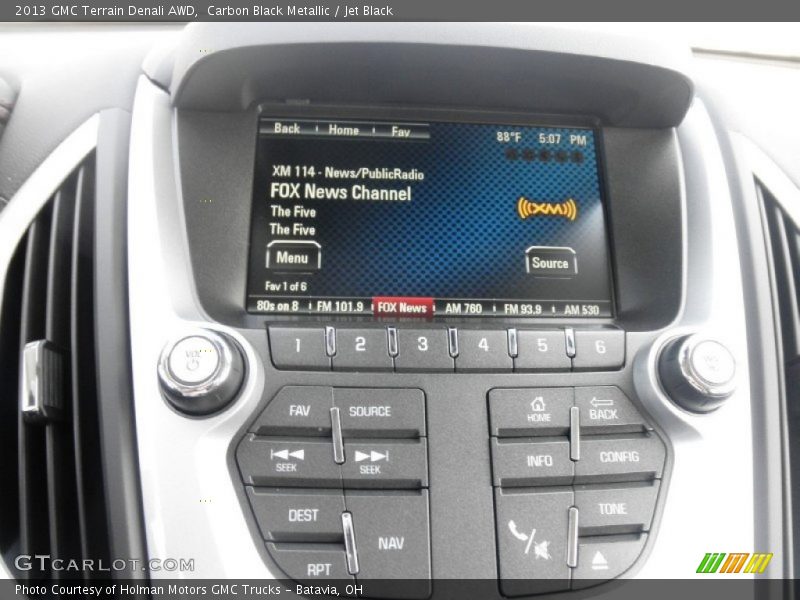 2013 GMC Terrain Denali AWD, Carbon Black Metallic / Jet Black
Back Home Fav
88°F 5:07 PM
XM 114 - News/PublicRadio
FOX News Channel
The Five
The Five
XM
Menu
Source
Fav 1 of 6
80s on 8 FM 101.9 FOX News AM 760 FM 93.9 AM 530
1 2 3 4 5 6
VOL
FAV SOURCE
HOME BACK
SEEK SEEK
INFO CONFIG
DEST NAV
TONE
RPT
GTCARLOT.COM
Photo Courtesy of Holman Motors GMC Trucks - Batavia, OH